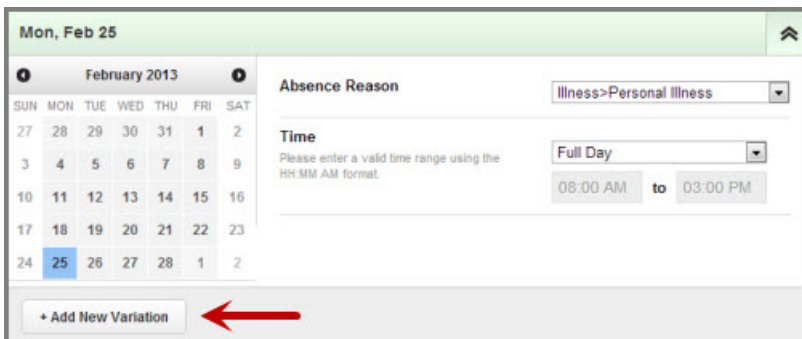 Mon, Feb 25
February 2013
SUN MON TUE WED THU FRI SAT
27 28 29 30 31 1 2
3 4 5 6 7 8 9
10 11 12 13 14 15 16
17 18 19 20 21 22 23
24 25 26 27 28 1 2
Absence Reason
Illness>Personal Illness
Time
Please enter a valid time range using the
HH:MM AM format.
Full Day
08:00 AM to 03:00 PM
+ Add New Variation